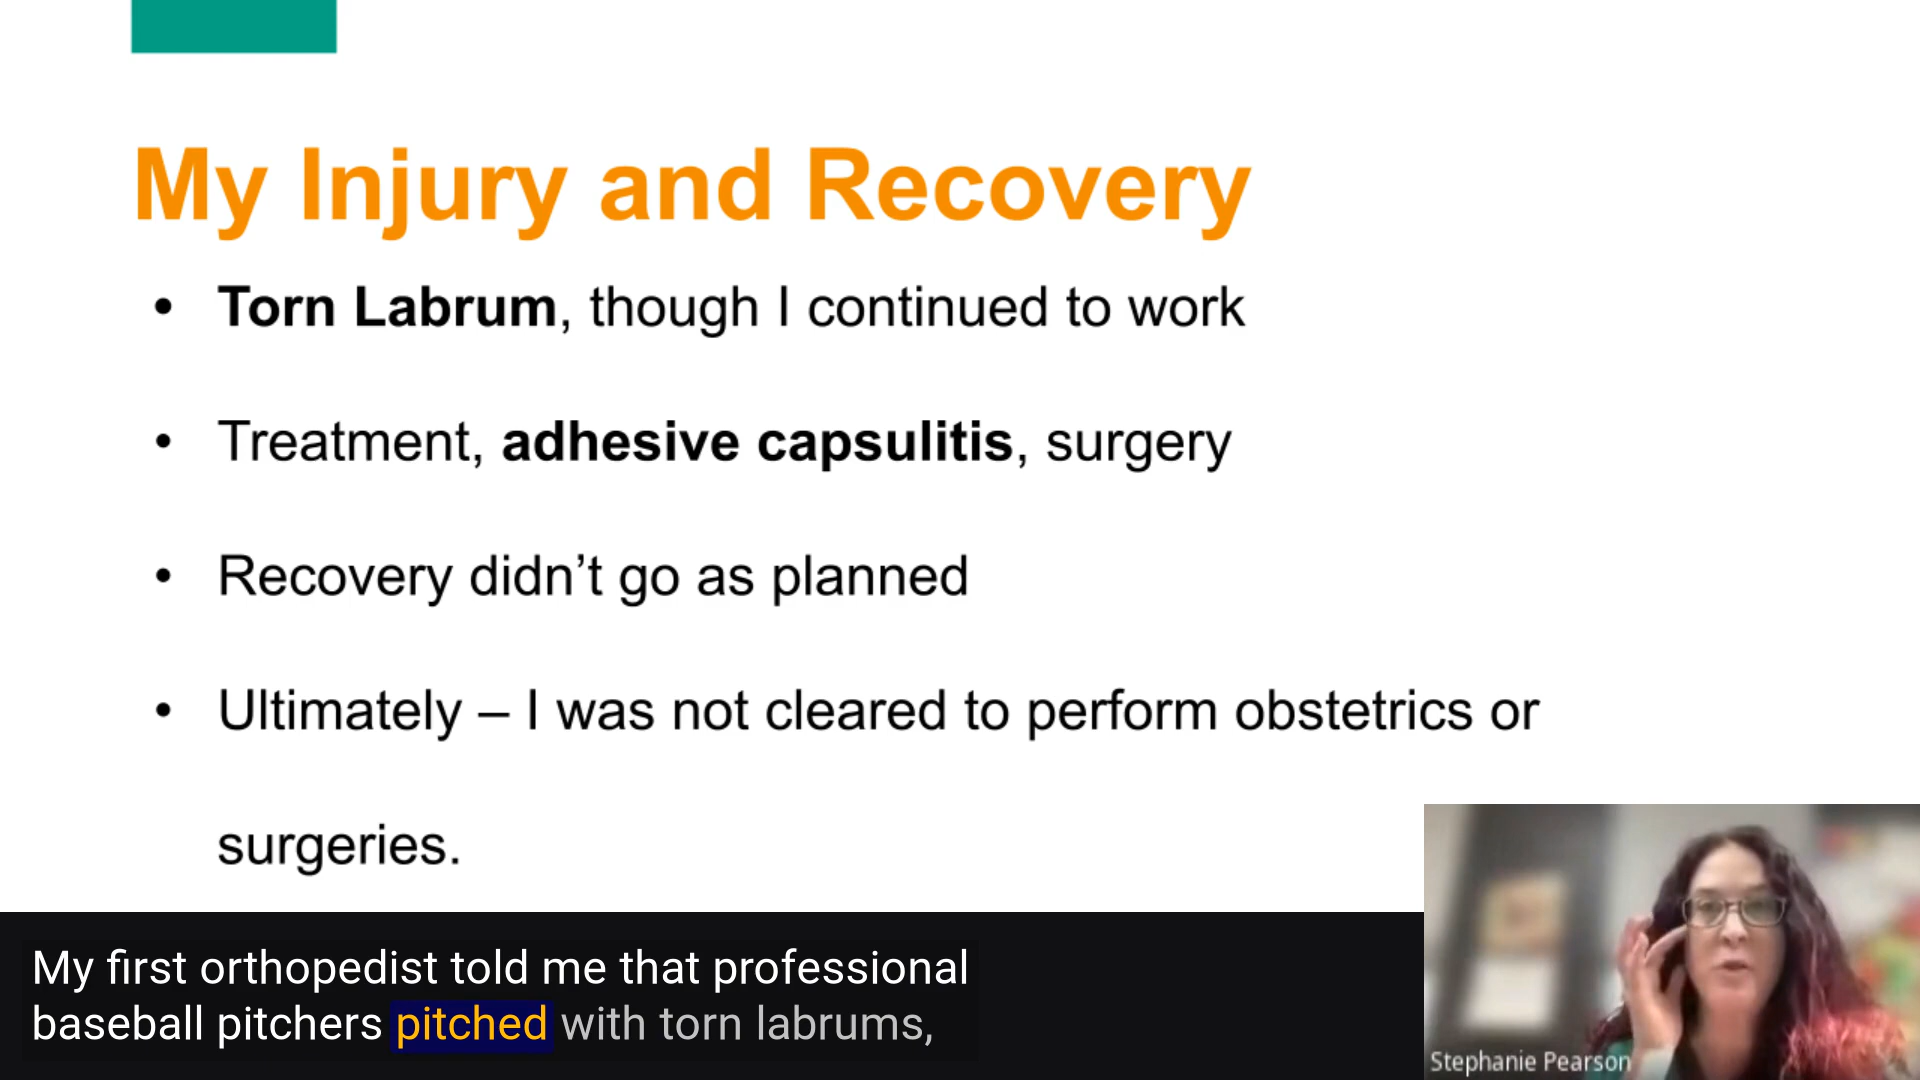 My Injury and Recovery
• Torn Labrum, though I continued to work
• Treatment, adhesive capsulitis, surgery
• Recovery didn’t go as planned
• Ultimately – I was not cleared to perform obstetrics or
surgeries.
My first orthopedist told me that professional
baseball pitchers pitched with torn labrums,
Stephanie Pearson